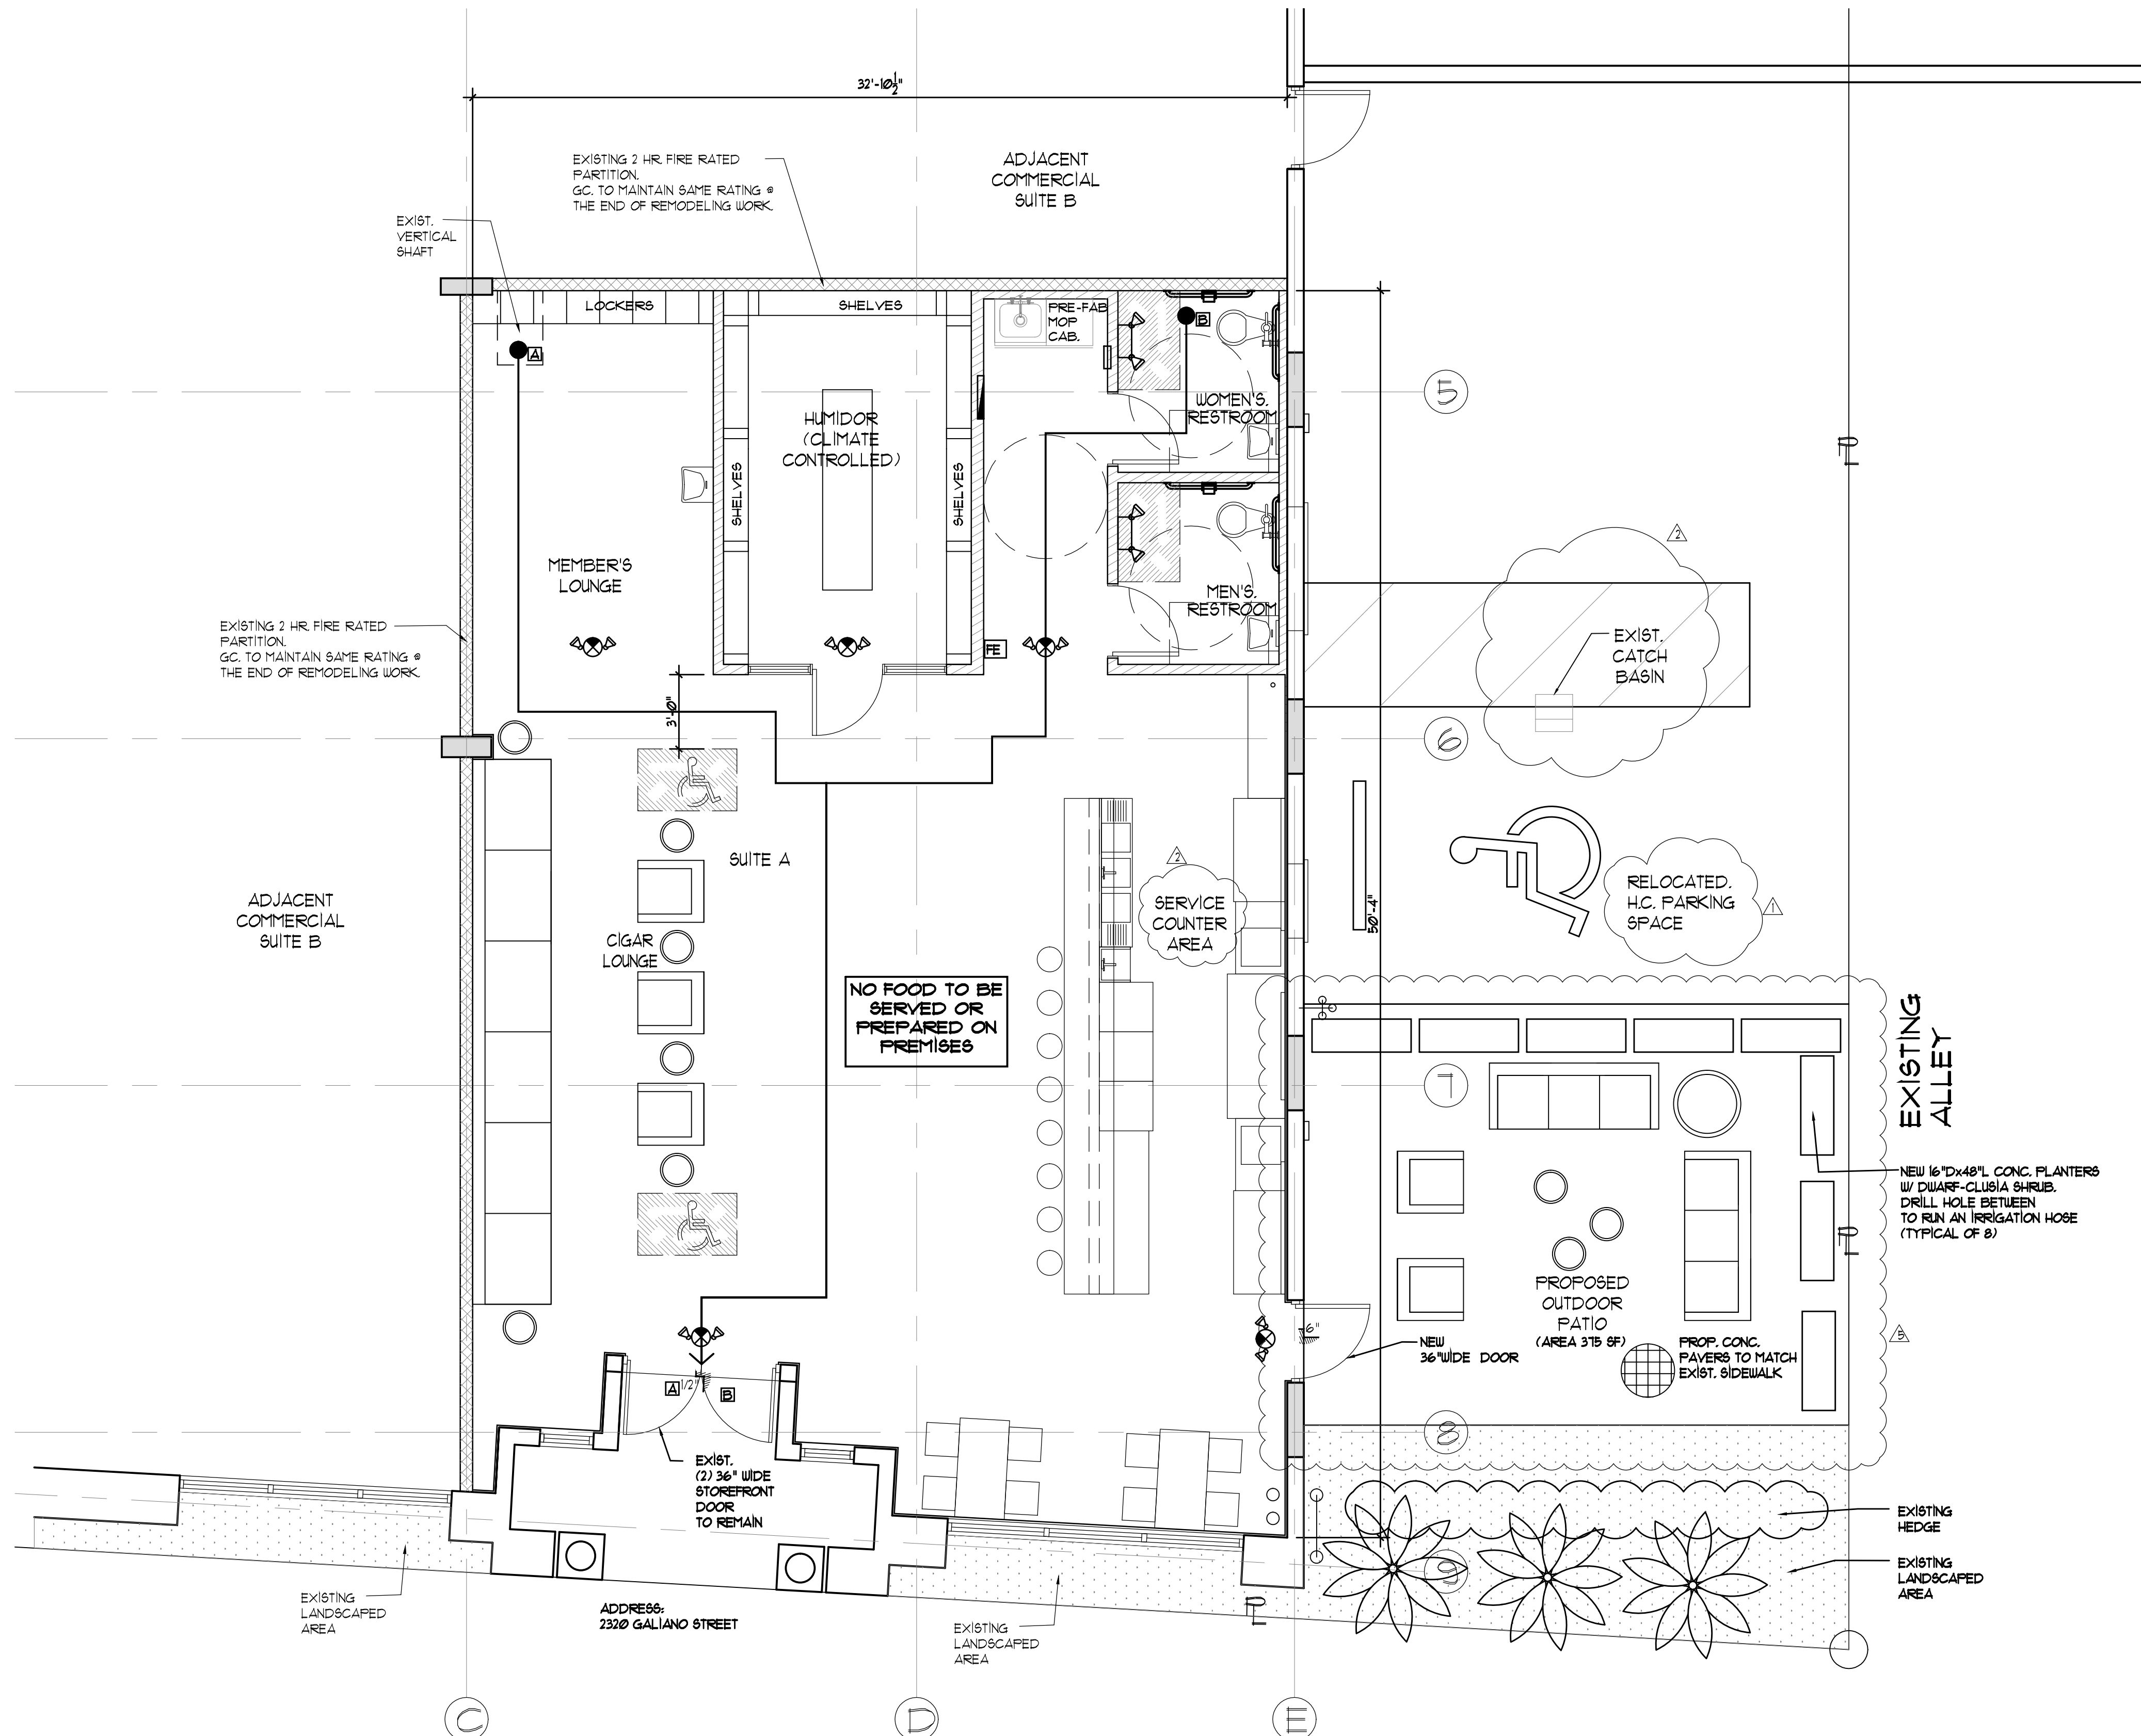 32'-10 1/2"
EXISTING 2 HR. FIRE RATED
PARTITION.
GC. TO MAINTAIN SAME RATING @
THE END OF REMODELING WORK.
ADJACENT
COMMERCIAL
SUITE B
EXIST.
VERTICAL
SHAFT
LOCKERS
SHELVES
PRE-FAB
MOP
CAB.
B
A
5
WOMEN'S.
RESTROOM
HUMIDOR
(CLIMATE
CONTROLLED)
SHELVES
SHELVES
MEMBER'S
LOUNGE
MEN'S.
RESTROOM
2
EXISTING 2 HR. FIRE RATED
PARTITION.
GC. TO MAINTAIN SAME RATING @
THE END OF REMODELING WORK.
FE
EXIST.
CATCH
BASIN
3'-0"
6
SUITE A
2
SERVICE
COUNTER
AREA
RELOCATED.
H.C. PARKING
SPACE
1
50'-4"
ADJACENT
COMMERCIAL
SUITE B
CIGAR
LOUNGE
NO FOOD TO BE
SERVED OR
PREPARED ON
PREMISES
EXISTING
ALLEY
7
NEW 16"Dx48"L CONC. PLANTERS
W/ DWARF-CLUSIA SHRUB.
DRILL HOLE BETWEEN
TO RUN AN IRRIGATION HOSE
(TYPICAL OF 8)
PROPOSED
OUTDOOR
PATIO
(AREA 375 SF)
6"
NEW
36"WIDE DOOR
PROP. CONC.
PAVERS TO MATCH
EXIST. SIDEWALK
5
A
1/2"
B
8
EXIST.
(2) 36" WIDE
STOREFRONT
DOOR
TO REMAIN
EXISTING
HEDGE
9
EXISTING
LANDSCAPED
AREA
EXISTING
LANDSCAPED
AREA
ADDRESS:
2320 GALIANO STREET
EXISTING
LANDSCAPED
AREA
C
D
E